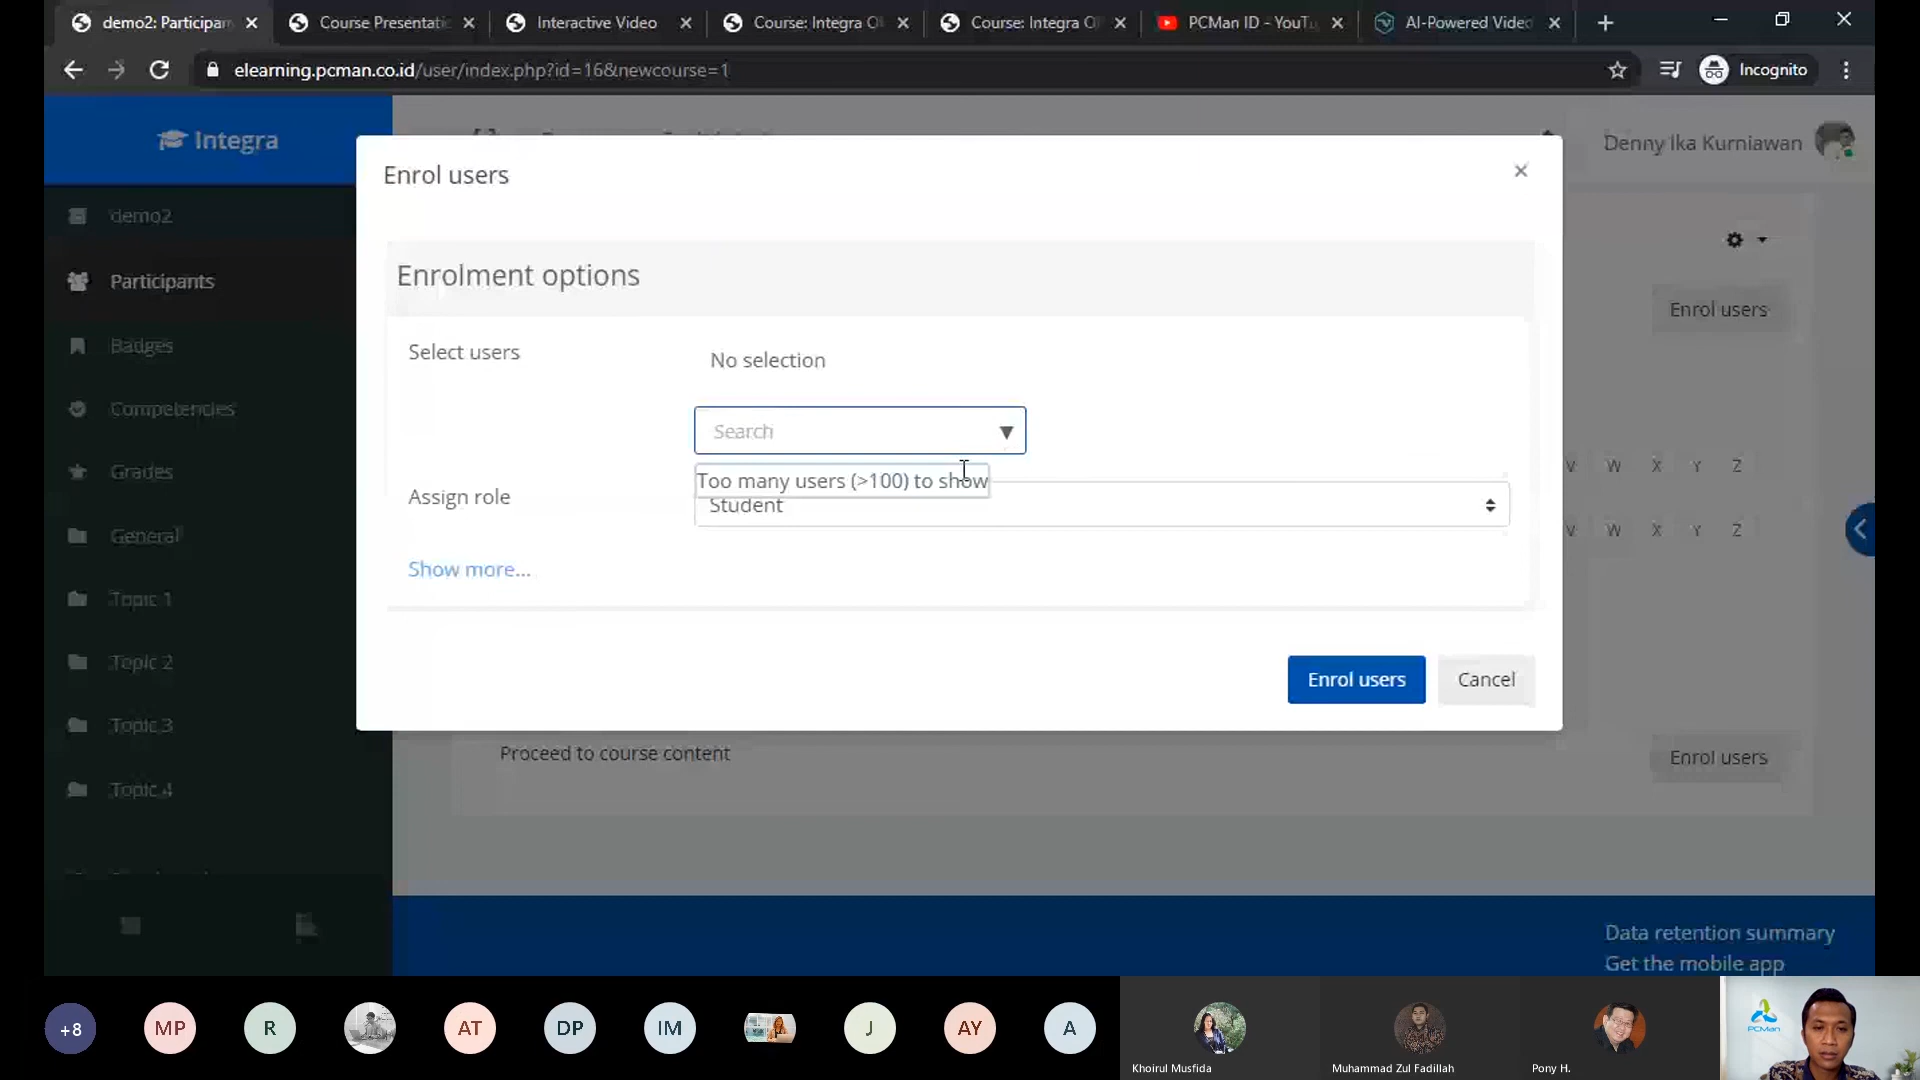 demo2: Participan
Course Presentatio
Interactive Video
Course: Integra O
Course: Integra O
PCMan ID - YouTu
AI-Powered Video
elearning.pcman.co.id/user/index.php?id=16&newcourse=1
Incognito
Integra
Denny Ika Kurniawan
Enrol users
demo2
Participants
Badges
Competencies
Grades
General
Topic 1
Topic 2
Topic 3
Topic 4
Enrolment options
Select users
No selection
Search
Too many users (>100) to show
Assign role
Student
Show more...
Enrol users
Cancel
Enrol users
V W X Y Z
V W X Y Z
Proceed to course content
Enrol users
Data retention summary
Get the mobile app
+8
MP
R
AT
DP
IM
J
AY
A
Khoirul Musfida
Muhammad Zul Fadillah
Pony H.
PCMan